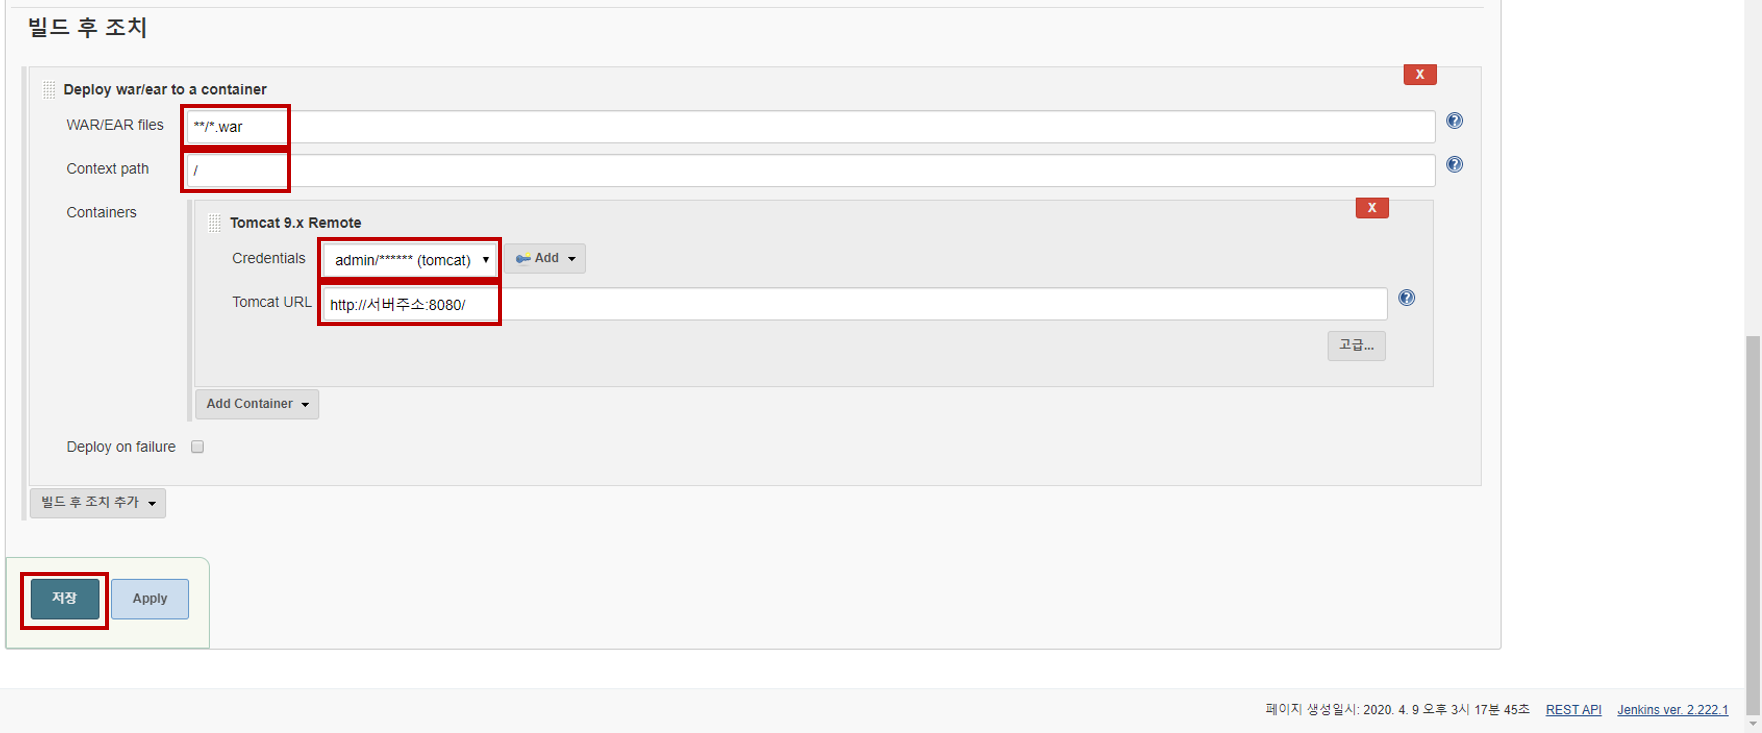 빌드 후 조치
X
Deploy war/ear to a container
WAR/EAR files
**/*.war
Context path
/
Containers
X
Tomcat 9.x Remote
Credentials
admin/****** (tomcat)
Add
Tomcat URL
http://서버주소:8080/
고급...
Add Container
Deploy on failure
빌드 후 조치 추가
저장
Apply
페이지 생성일시: 2020. 4. 9 오후 3시 17분 45초 REST API Jenkins ver. 2.222.1